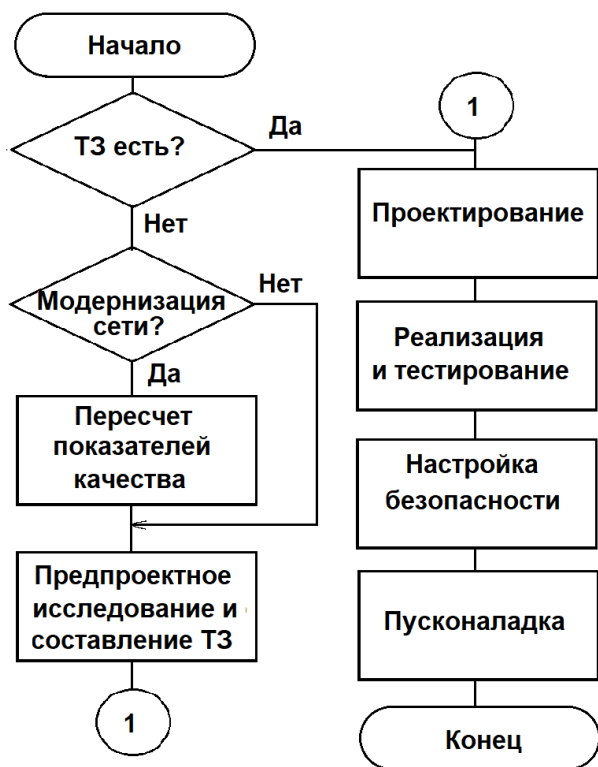 Начало
ТЗ есть?
Да
Нет
Модернизация
сети?
Нет
Да
Пересчет
показателей
качества
Предпроектное
исследование и
составление ТЗ
1
1
Проектирование
Реализация
и тестирование
Настройка
безопасности
Пусконаладка
Конец